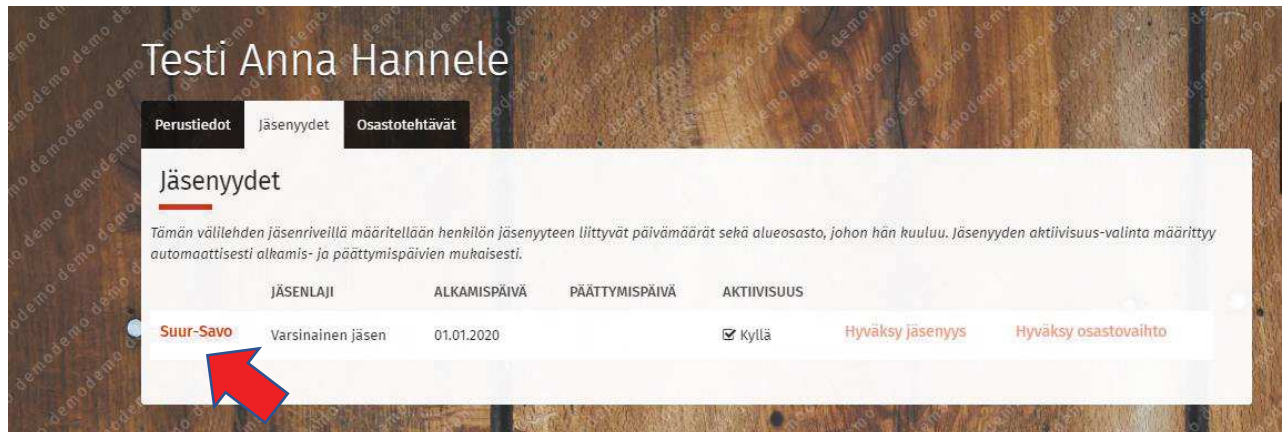 Testi Anna Hannele
Perustiedot Jäsenyydet Osastotehtävät
Jäsenyydet
Tämän välilehden jäsenriveillä määritellään henkilön jäsenyyteen liittyvät päivämäärät sekä alueosasto, johon hän kuuluu. Jäsenyyden aktiivisuus-valinta määrittyy
automaattisesti alkamis- ja päättymispäivien mukaisesti.
JÄSENLAJI ALKAMISPÄIVÄ PÄÄTTYMISPÄIVÄ AKTIIVISUUS
Suur-Savo Varsinainen jäsen 01.01.2020 Kyllä Hyväksy jäsenyys Hyväksy osastovaihto